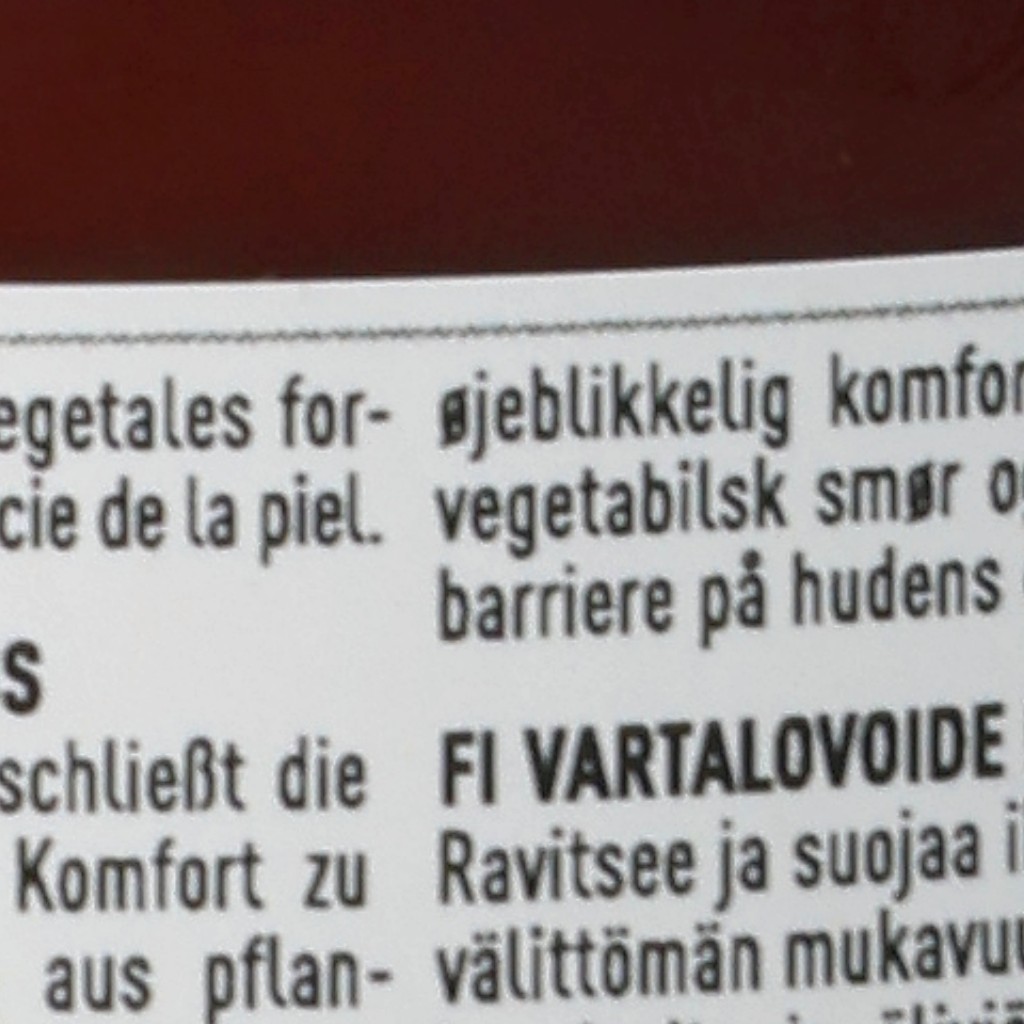 egetales for-
cie de la piel.
S
schließt die
Komfort zu
aus pflan-
øjeblikkelig komfor
vegetabilsk smør o
barriere på hudens
FI VARTALOVOIDE
Ravitsee ja suojaa i
välittömän mukavuu